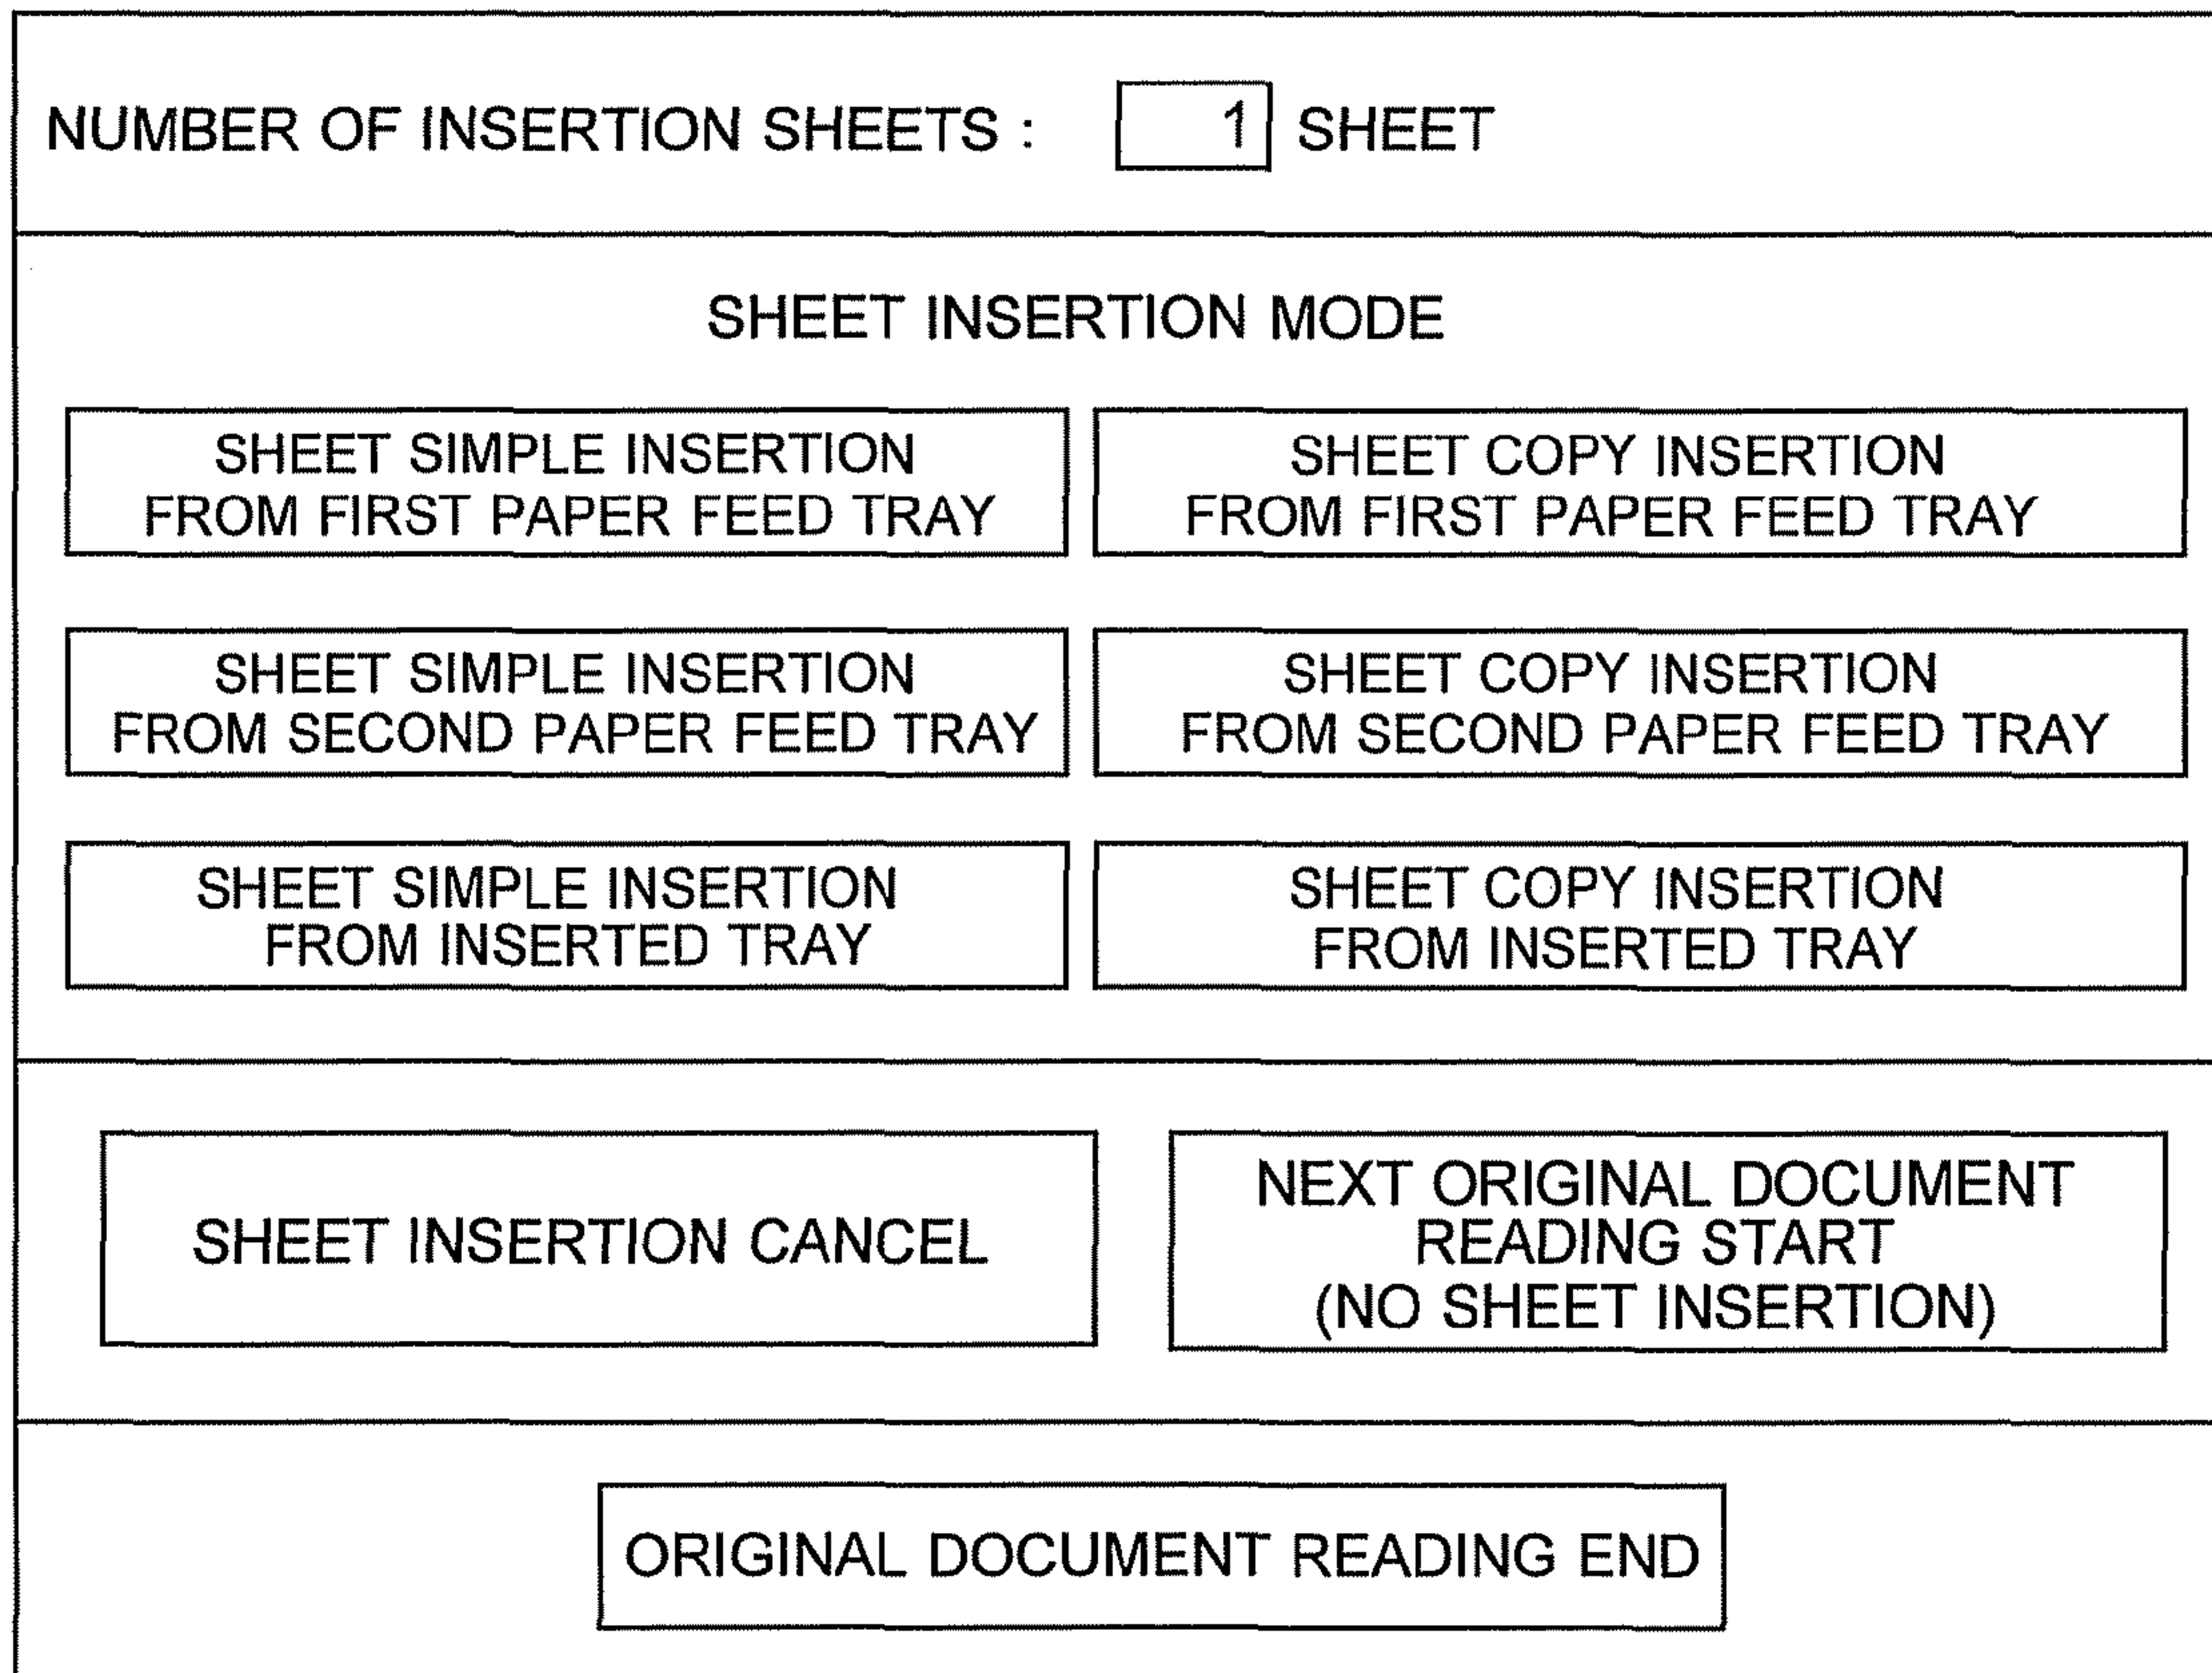 NUMBER OF INSERTION SHEETS : 1 SHEET
SHEET INSERTION MODE
SHEET SIMPLE INSERTION
FROM FIRST PAPER FEED TRAY
SHEET COPY INSERTION
FROM FIRST PAPER FEED TRAY
SHEET SIMPLE INSERTION
FROM SECOND PAPER FEED TRAY
SHEET COPY INSERTION
FROM SECOND PAPER FEED TRAY
SHEET SIMPLE INSERTION
FROM INSERTED TRAY
SHEET COPY INSERTION
FROM INSERTED TRAY
SHEET INSERTION CANCEL
NEXT ORIGINAL DOCUMENT
READING START
(NO SHEET INSERTION)
ORIGINAL DOCUMENT READING END